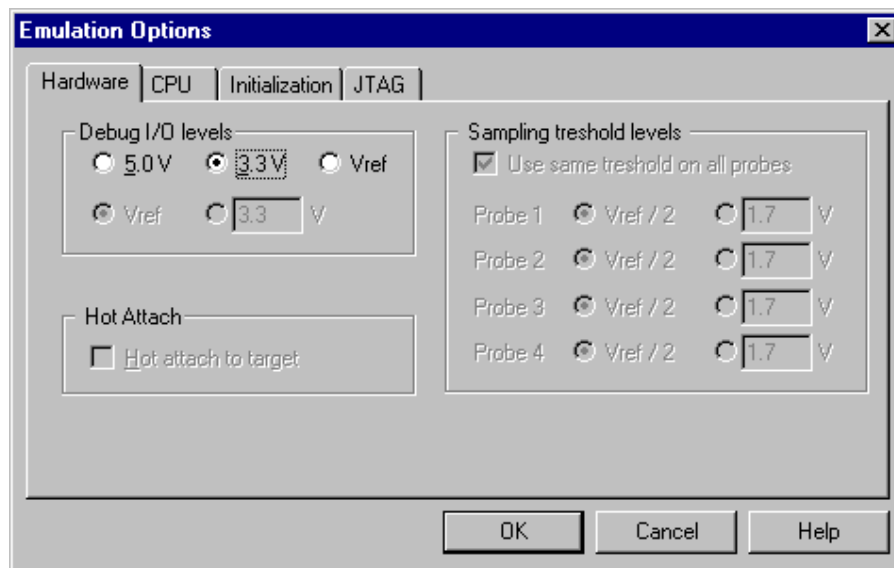 Emulation Options
Hardware CPU Initialization JTAG
Debug I/O levels
5.0 V 3.3 V Vref
Vref 3.3 V
Hot Attach
Hot attach to target
Sampling treshold levels
Use same treshold on all probes
Probe 1 Vref / 2 1.7 V
Probe 2 Vref / 2 1.7 V
Probe 3 Vref / 2 1.7 V
Probe 4 Vref / 2 1.7 V
OK Cancel Help